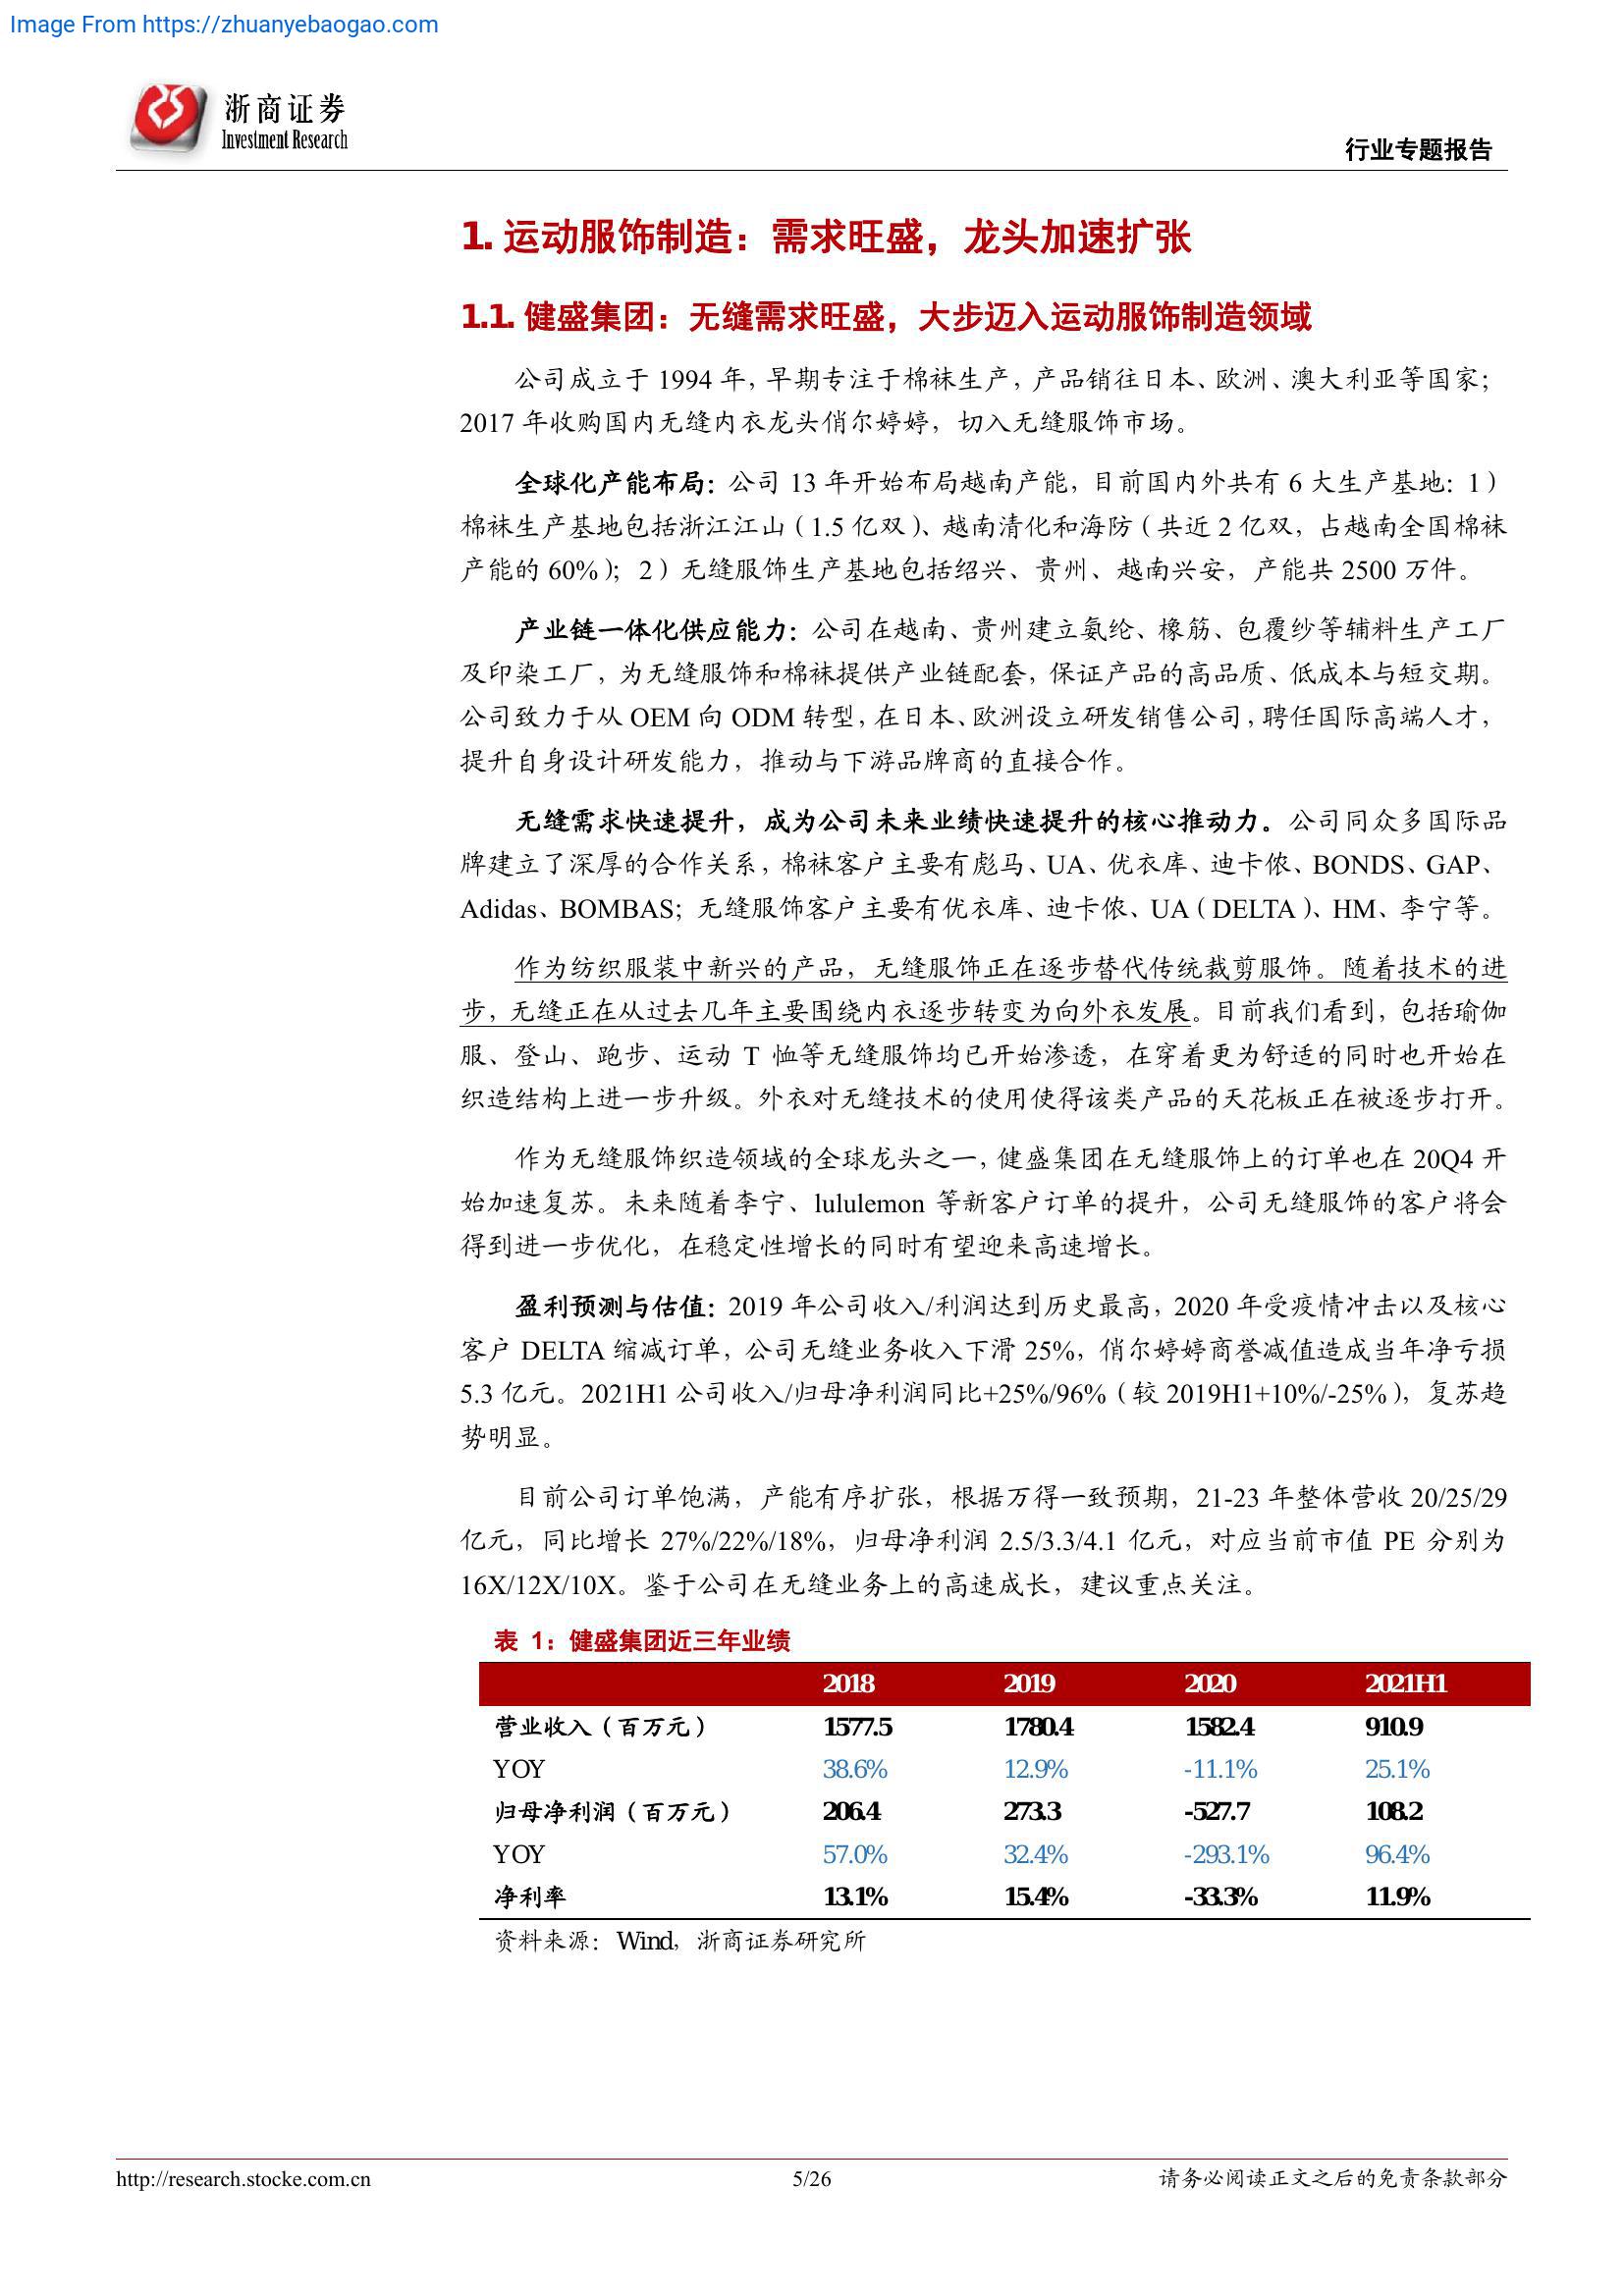 Image From https://zhuanyebaogao.com
浙商证券
Investment Research
行业专题报告
1. 运动服饰制造：需求旺盛，龙头加速扩张
1.1. 健盛集团：无缝需求旺盛，大步迈入运动服饰制造领域
公司成立于 1994 年，早期专注于棉袜生产，产品销往日本、欧洲、澳大利亚等国家；
2017 年收购国内无缝内衣龙头俏尔婷婷，切入无缝服饰市场。
全球化产能布局：公司 13 年开始布局越南产能，目前国内外共有 6 大生产基地：1）
棉袜生产基地包括浙江江山（1.5 亿双）、越南清化和海防（共近 2 亿双，占越南全国棉袜
产能的 60%）；2）无缝服饰生产基地包括绍兴、贵州、越南兴安，产能共 2500 万件。
产业链一体化供应能力：公司在越南、贵州建立氨纶、橡筋、包覆纱等辅料生产工厂
及印染工厂，为无缝服饰和棉袜提供产业链配套，保证产品的高品质、低成本与短交期。
公司致力于从 OEM 向 ODM 转型，在日本、欧洲设立研发销售公司，聘任国际高端人才，
提升自身设计研发能力，推动与下游品牌商的直接合作。
无缝需求快速提升，成为公司未来业绩快速提升的核心推动力。公司同众多国际品
牌建立了深厚的合作关系，棉袜客户主要有彪马、UA、优衣库、迪卡侬、BONDS、GAP、
Adidas、BOMBAS；无缝服饰客户主要有优衣库、迪卡侬、UA（DELTA）、HM、李宁等。
作为纺织服装中新兴的产品，无缝服饰正在逐步替代传统裁剪服饰。随着技术的进
步，无缝正在从过去几年主要围绕内衣逐步转变为向外衣发展。目前我们看到，包括瑜伽
服、登山、跑步、运动 T 恤等无缝服饰均已开始渗透，在穿着更为舒适的同时也开始在
织造结构上进一步升级。外衣对无缝技术的使用使得该类产品的天花板正在被逐步打开。
作为无缝服饰织造领域的全球龙头之一，健盛集团在无缝服饰上的订单也在 20Q4 开
始加速复苏。未来随着李宁、lululemon 等新客户订单的提升，公司无缝服饰的客户将会
得到进一步优化，在稳定性增长的同时有望迎来高速增长。
盈利预测与估值：2019 年公司收入/利润达到历史最高，2020 年受疫情冲击以及核心
客户 DELTA 缩减订单，公司无缝业务收入下滑 25%，俏尔婷婷商誉减值造成当年净亏损
5.3 亿元。2021H1 公司收入/归母净利润同比+25%/96%（较 2019H1+10%/-25%），复苏趋
势明显。
目前公司订单饱满，产能有序扩张，根据万得一致预期，21-23 年整体营收 20/25/29
亿元，同比增长 27%/22%/18%，归母净利润 2.5/3.3/4.1 亿元，对应当前市值 PE 分别为
16X/12X/10X。鉴于公司在无缝业务上的高速成长，建议重点关注。
表 1：健盛集团近三年业绩
2018 2019 2020 2021H1
营业收入（百万元） 1577.5 1780.4 1582.4 910.9
YOY 38.6% 12.9% -11.1% 25.1%
归母净利润（百万元） 206.4 273.3 -527.7 108.2
YOY 57.0% 32.4% -293.1% 96.4%
净利率 13.1% 15.4% -33.3% 11.9%
资料来源：Wind，浙商证券研究所
http://research.stocke.com.cn 5/26 请务必阅读正文之后的免责条款部分